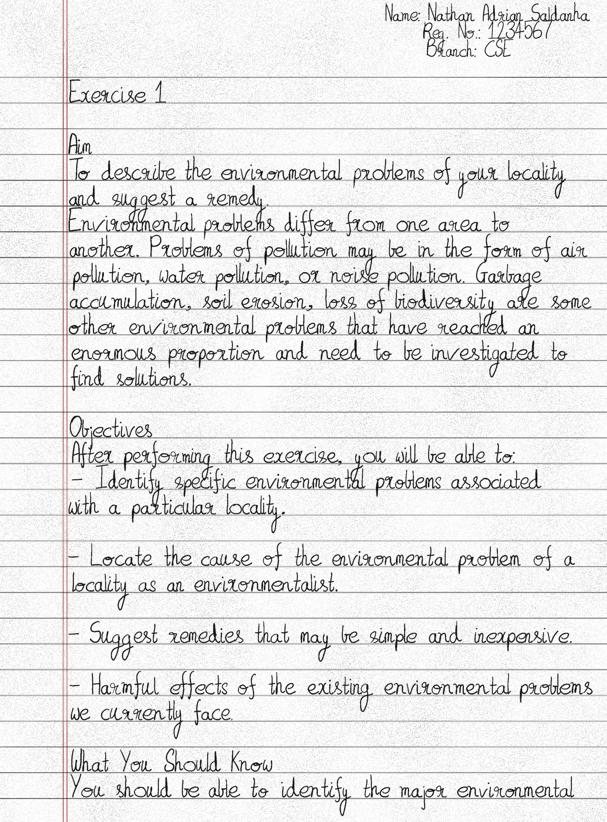 Name: Nathan Adrian Saldanha
Reg. No.: 1234567
Branch: CSE
Exercise 1
Aim
To describe the environmental problems of your locality
and suggest a remedy.
Environmental problems differ from one area to
another. Problems of pollution may be in the form of air
pollution, water pollution, or noise pollution. Garbage
accumulation, soil erosion, loss of biodiversity are some
other environmental problems that have reached an
enormous proportion and need to be investigated to
find solutions.
Objectives
After performing this exercise, you will be able to:
- Identify specific environmental problems associated
with a particular locality.
- Locate the cause of the environmental problem of a
locality as an environmentalist.
- Suggest remedies that may be simple and inexpensive.
- Harmful effects of the existing environmental problems
we currently face.
What You Should Know
You should be able to identify the major environmental